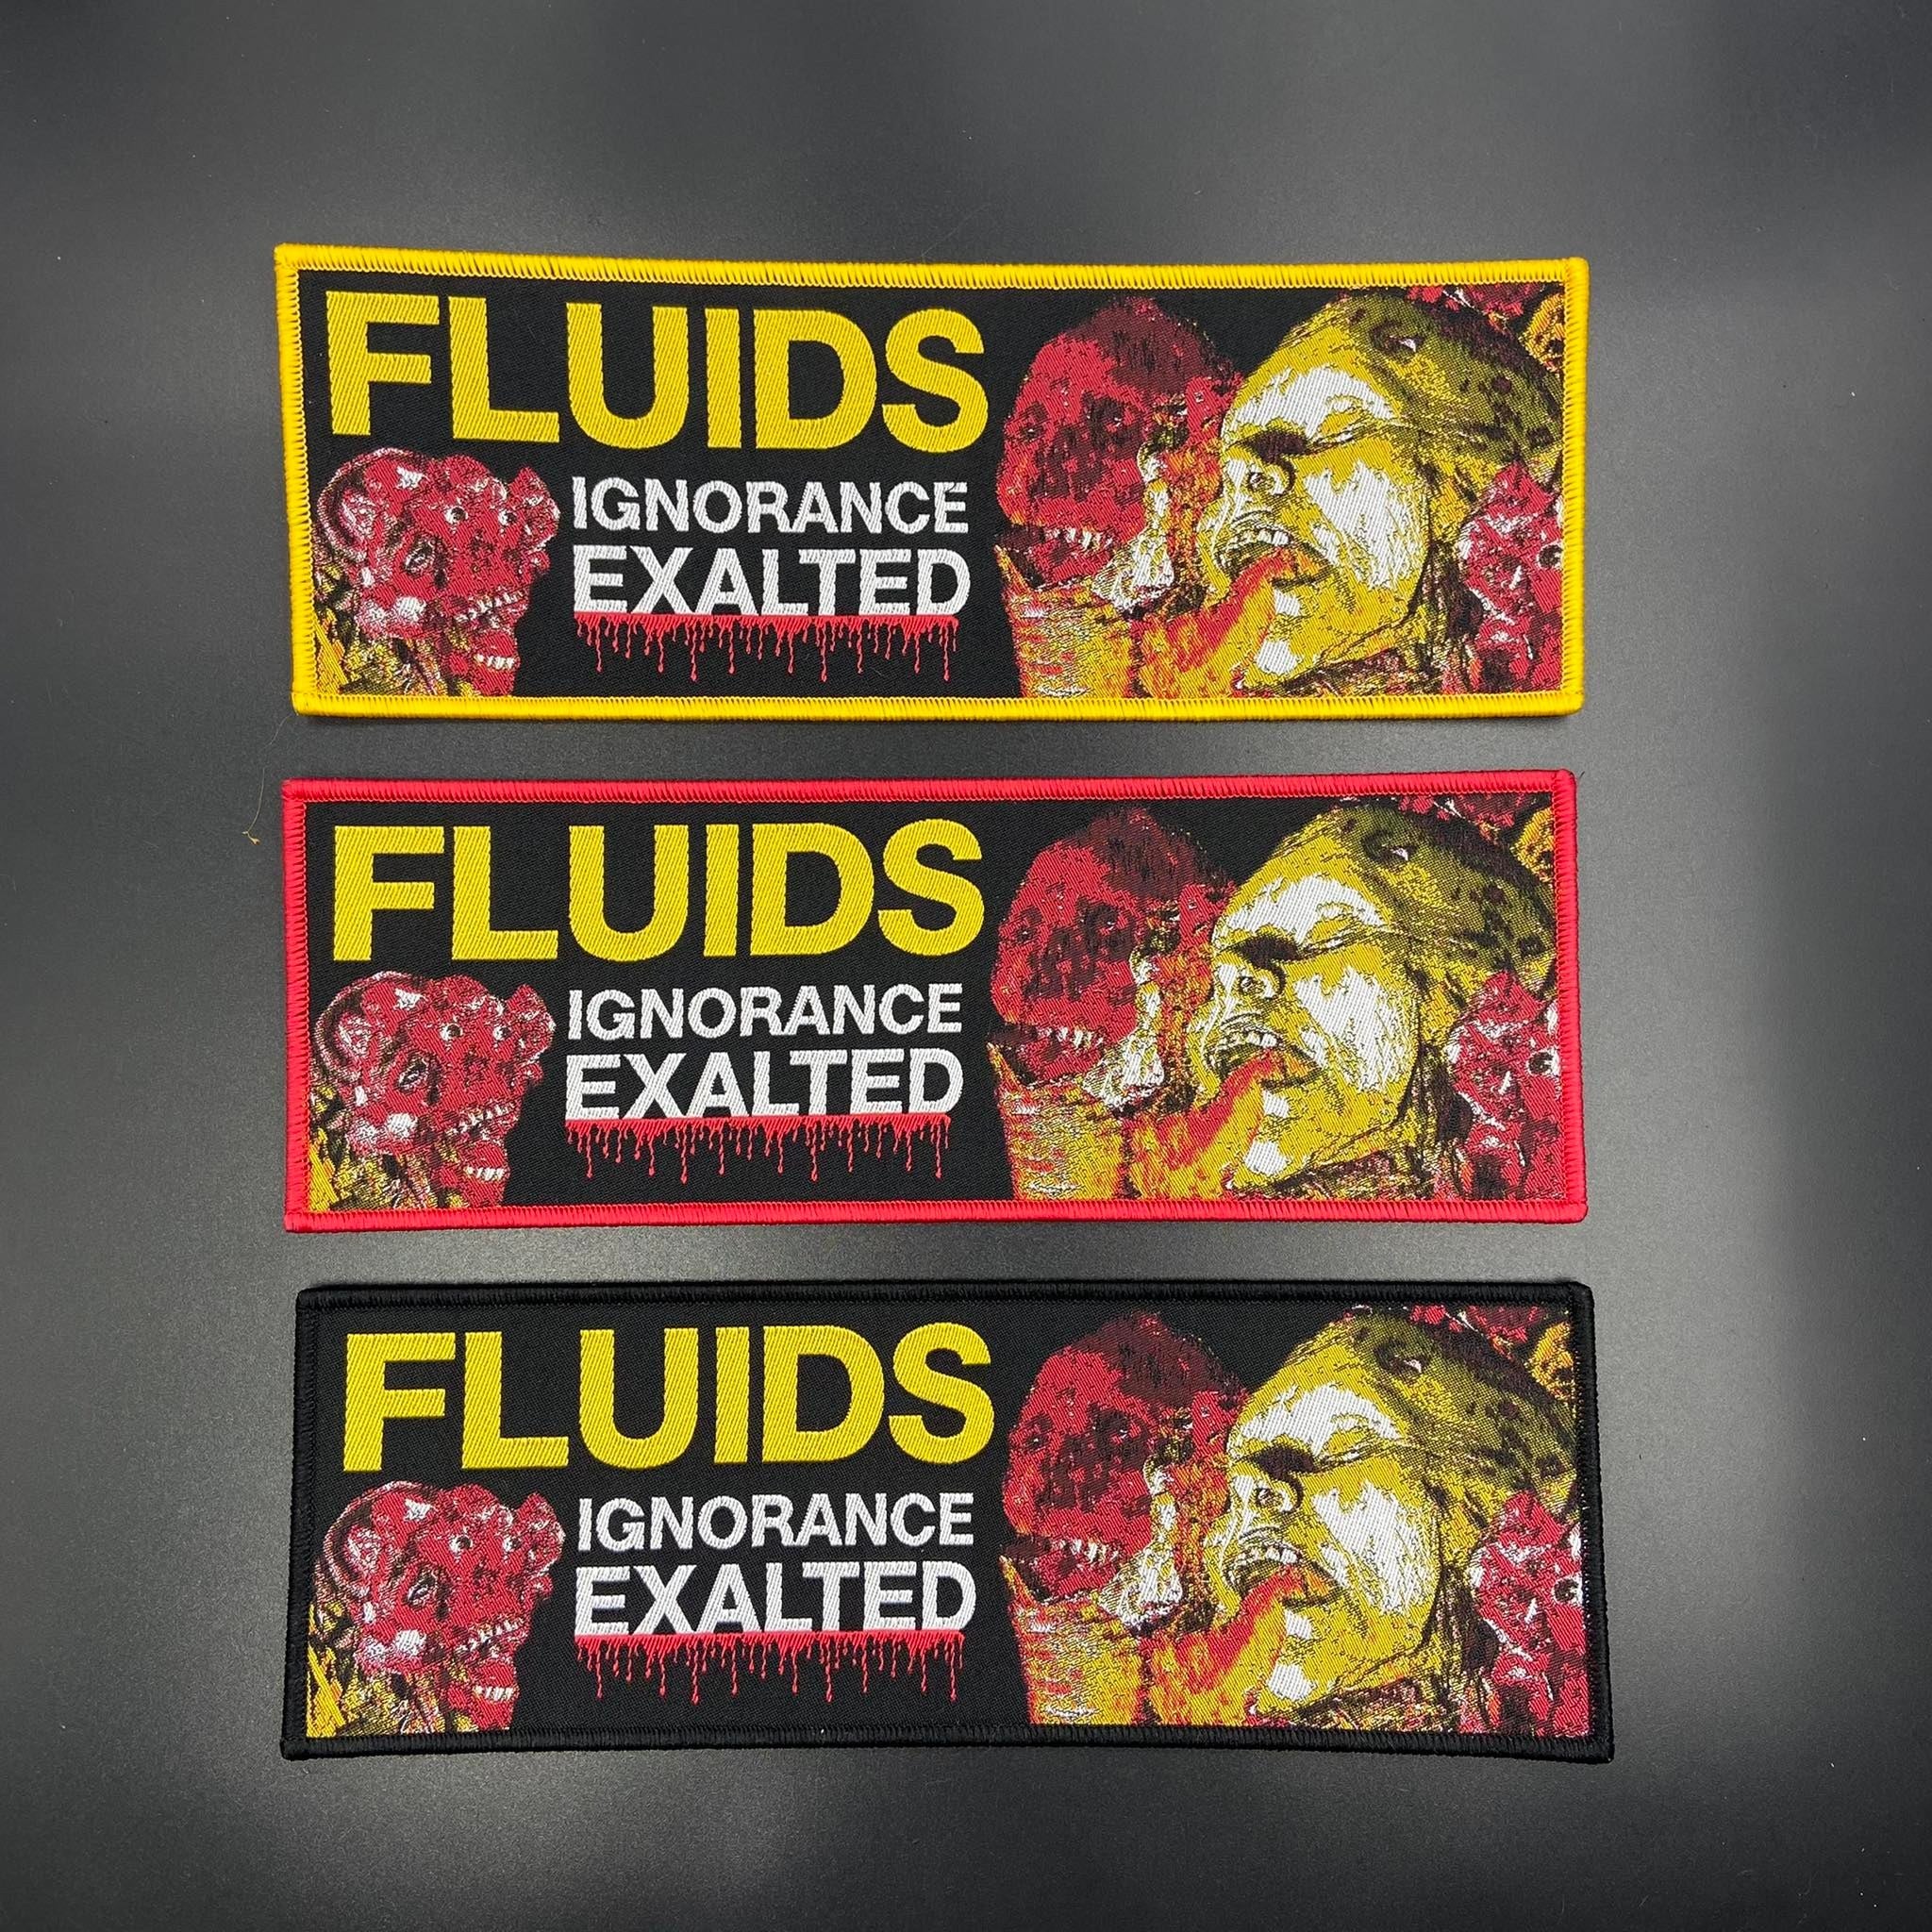 FLUIDS
IGNORANCE
EXALTED
FLUIDS
IGNORANCE
EXALTED
FLUIDS
IGNORANCE
EXALTED